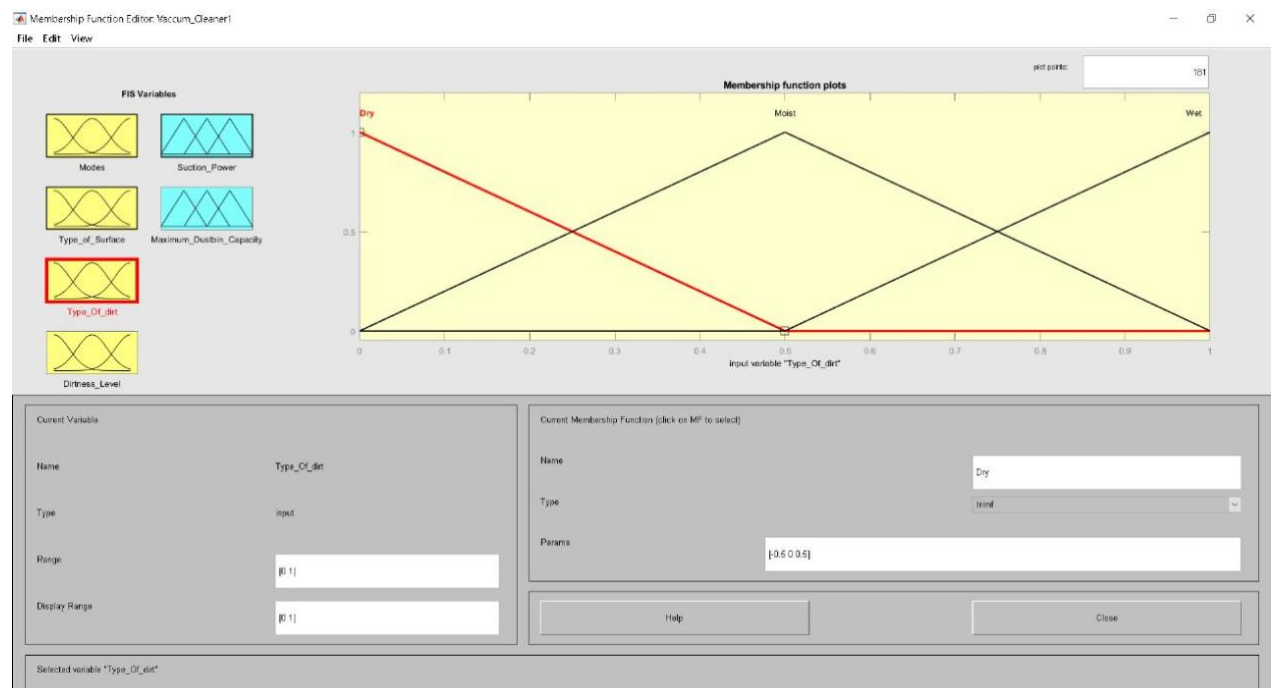 Membership Function Editor: Vaccum_Cleaner1
File Edit View
FIS Variables
Modes
Suction_Power
Type_of_Surface
Maximum_Dustbin_Capacity
Type_Of_dirt
Dirtness_Level
plot points:
181
Membership function plots
Dry
Moist
Wet
1
0.5
0
0 0.1 0.2 0.3 0.4 0.5 0.6 0.7 0.8 0.9 1
input variable "Type_Of_dirt"
Current Variable
Name
Type_Of_dirt
Type
input
Range
[0 1]
Display Range
[0 1]
Current Membership Function (click on MF to select)
Name
Dry
Type
trimf
Params
[-0.5 0 0.5]
Help
Close
Selected variable "Type_Of_dirt"